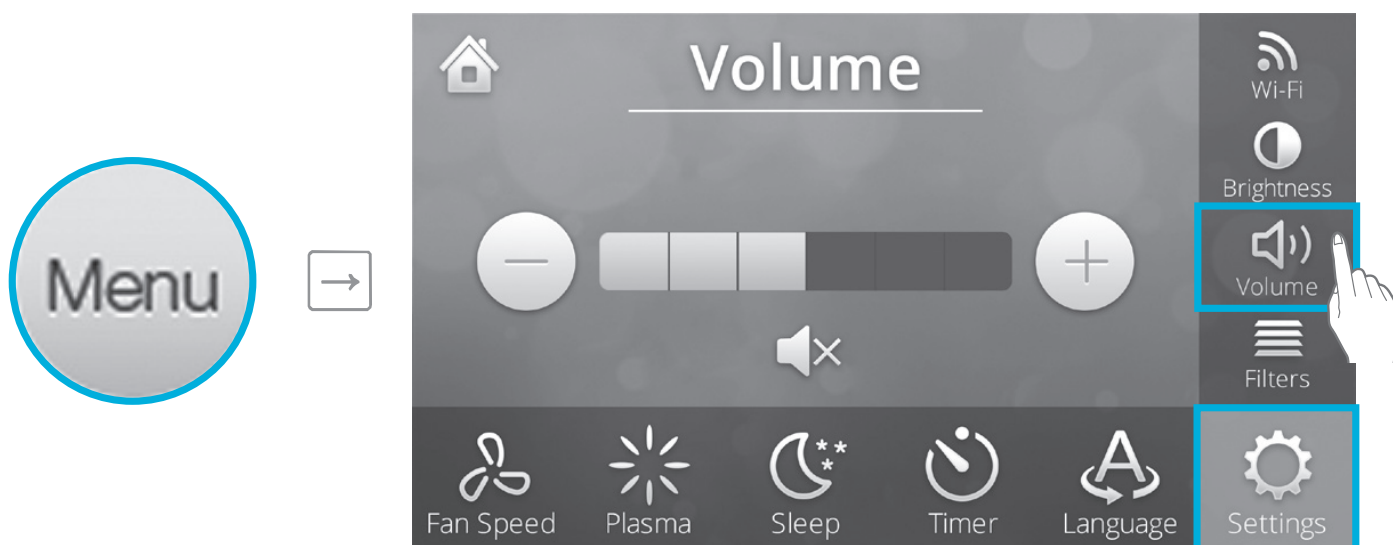 Menu
Volume
Wi-Fi
Brightness
Volume
Filters
Fan Speed
Plasma
Sleep
Timer
Language
Settings